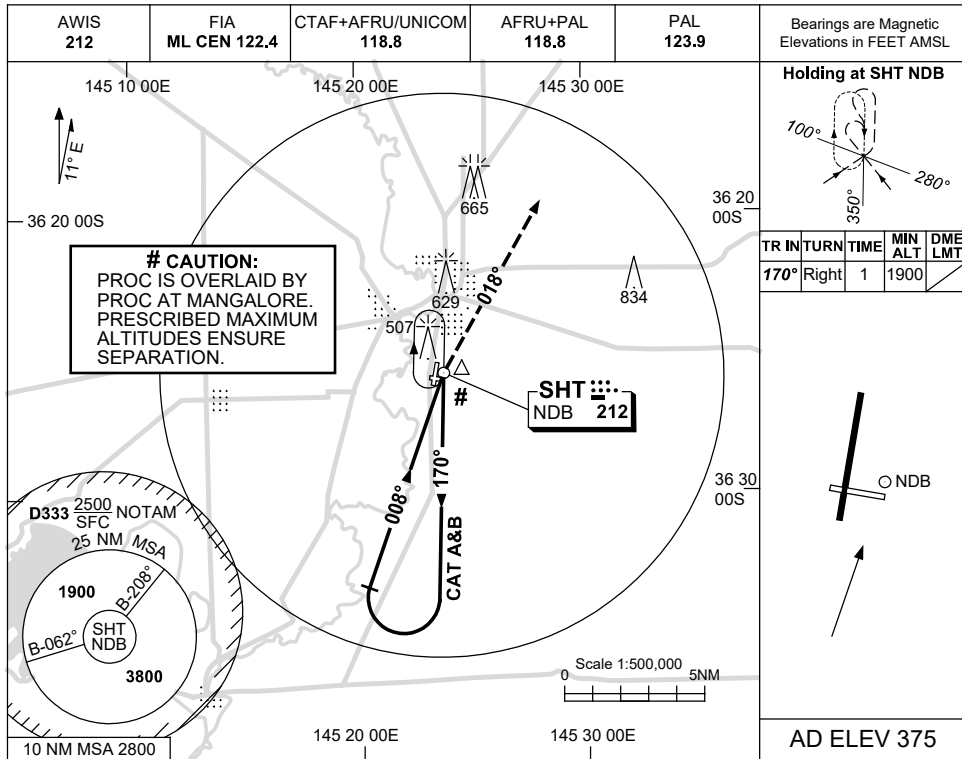 AWIS
212
FIA
ML CEN 122.4
CTAF+AFRU/UNICOM
118.8
AFRU+PAL
118.8
PAL
123.9
Bearings are Magnetic
Elevations in FEET AMSL
145 10 00E
145 20 00E
145 30 00E
11° E
36 20 00S
36 20
00S
665
# CAUTION:
PROC IS OVERLAID BY
PROC AT MANGALORE.
PRESCRIBED MAXIMUM
ALTITUDES ENSURE
SEPARATION.
629
834
507
018°
#
SHT
NDB 212
008°
170°
CAT A&B
36 30
00S
D333 2500
SFC NOTAM
25 NM MSA
1900
B-208°
B-062°
SHT
NDB
3800
10 NM MSA 2800
Scale 1:500,000
0 5NM
145 20 00E
145 30 00E
Holding at SHT NDB
100°
280°
350°
TR IN TURN TIME MIN ALT DME LMT
170° Right 1 1900
NDB
AD ELEV 375